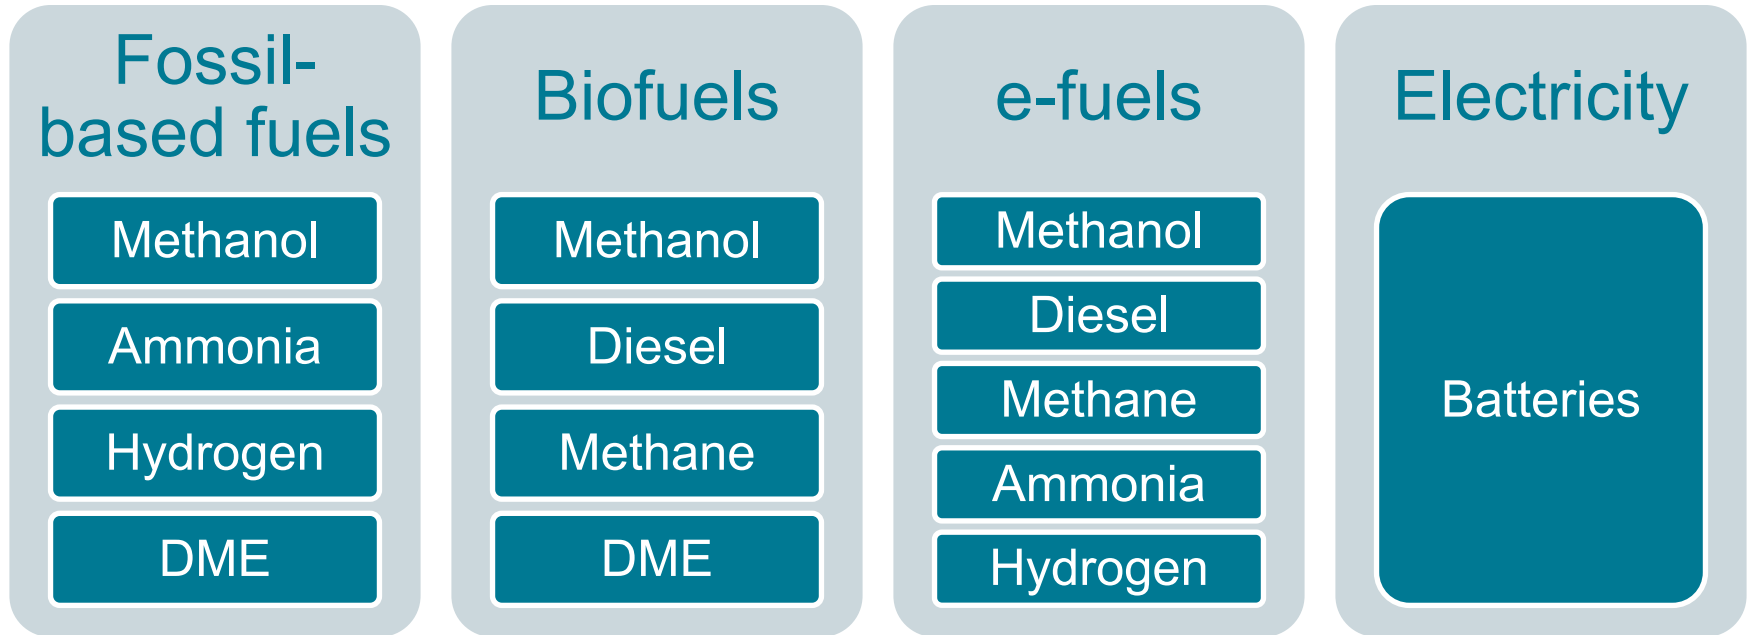 Fossil-
based fuels
Methanol
Ammonia
Hydrogen
DME
Biofuels
Methanol
Diesel
Methane
DME
e-fuels
Methanol
Diesel
Methane
Ammonia
Hydrogen
Electricity
Batteries